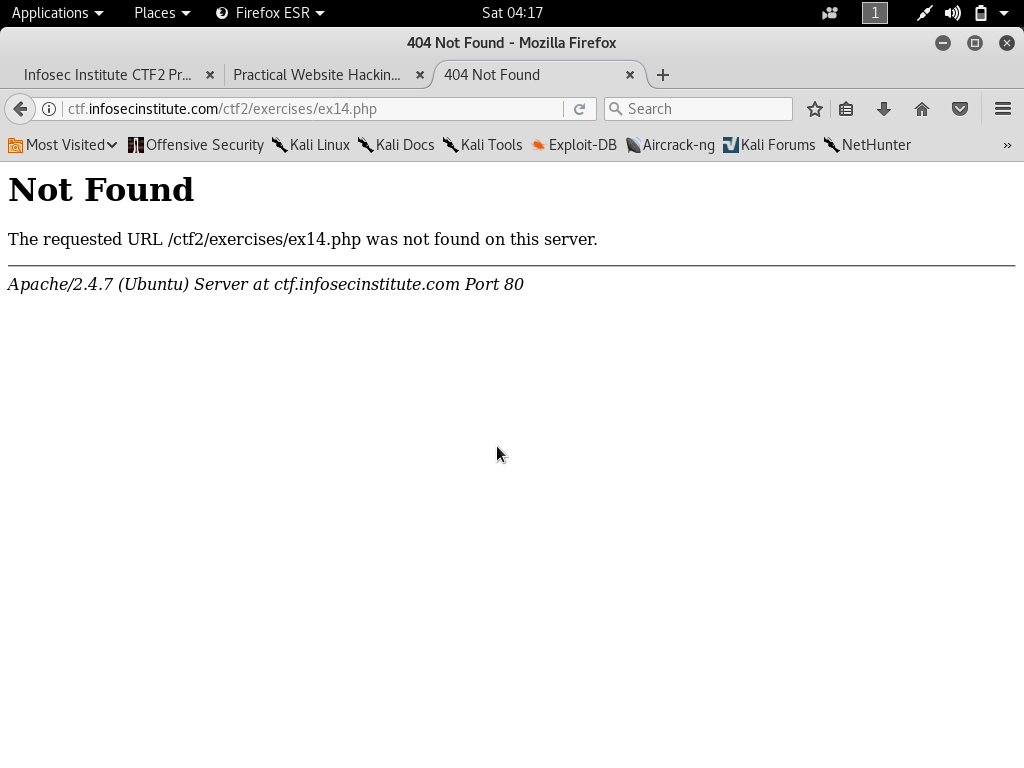 Applications Places Firefox ESR Sat 04:17 1
404 Not Found - Mozilla Firefox
Infosec Institute CTF2 Pr... Practical Website Hackin... 404 Not Found
ctf.infosecinstitute.com/ctf2/exercises/ex14.php Search
Most Visited Offensive Security Kali Linux Kali Docs Kali Tools Exploit-DB Aircrack-ng Kali Forums NetHunter »
Not Found
The requested URL /ctf2/exercises/ex14.php was not found on this server.
Apache/2.4.7 (Ubuntu) Server at ctf.infosecinstitute.com Port 80